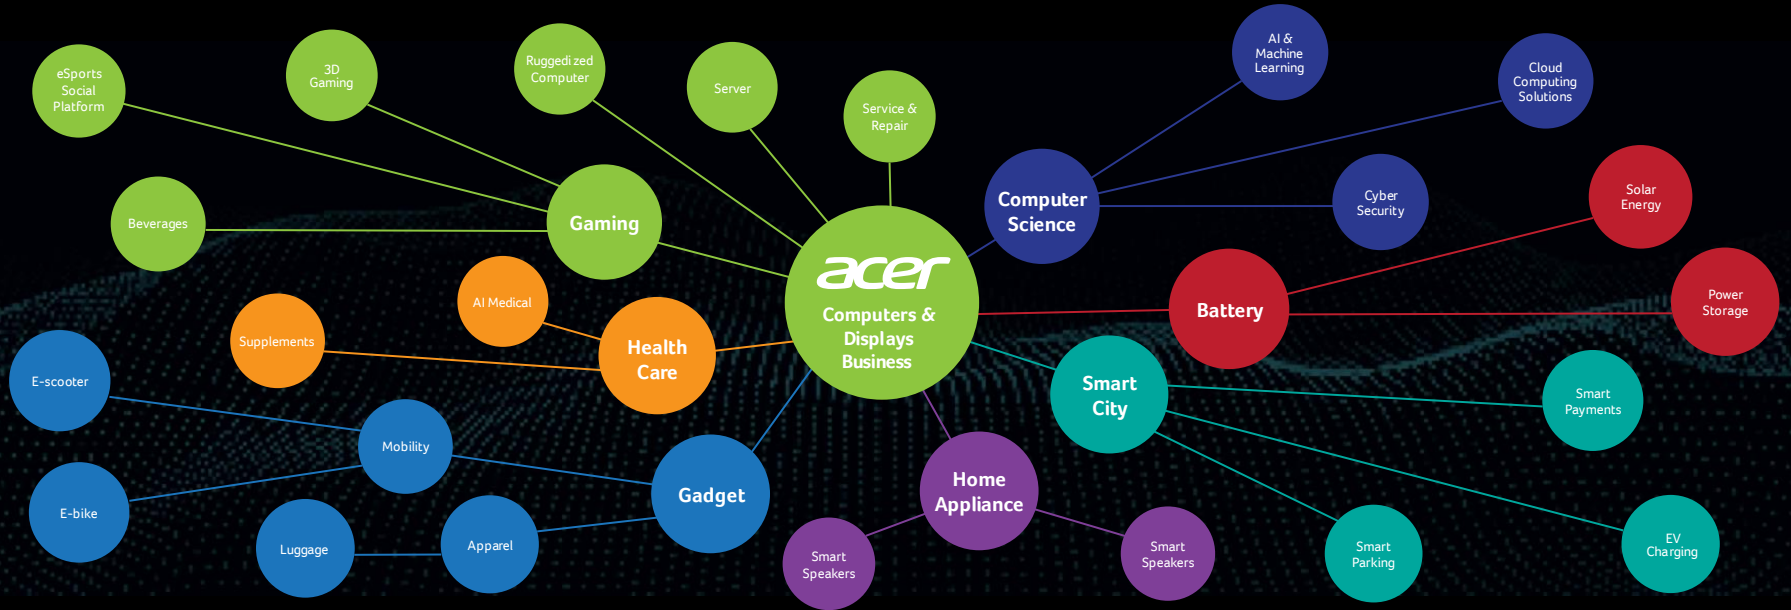 eSports
Social
Platform
3D
Gaming
Ruggedized
Computer
Server
Service &
Repair
Beverages
Gaming
AI &
Machine
Learning
Cloud
Computing
Solutions
Computer
Science
Cyber
Security
Solar
Energy
acer
Computers &
Displays
Business
Battery
Power
Storage
AI Medical
Supplements
Health
Care
E-scooter
Mobility
E-bike
Luggage
Apparel
Gadget
Home
Appliance
Smart
Speakers
Smart
Speakers
Smart
City
Smart
Payments
Smart
Parking
EV
Charging